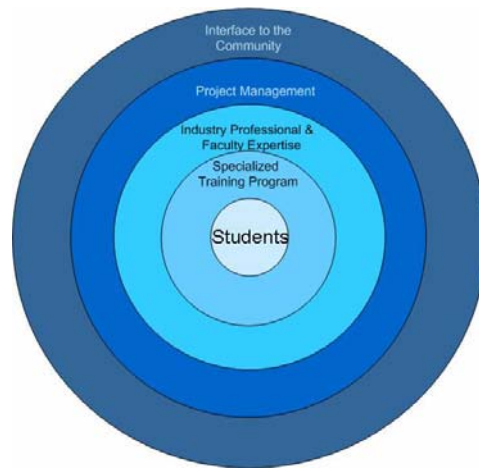 Interface to the
Community
Project Management
Industry Professional &
Faculty Expertise
Specialized
Training Program
Students